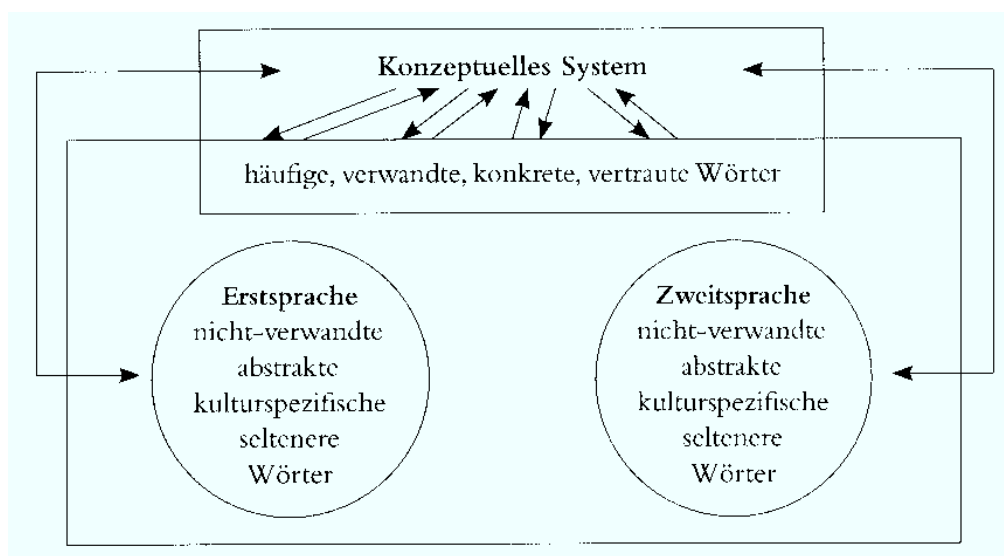 Konzeptuelles System
häufige, verwandte, konkrete, vertraute Wörter
Erstsprache
nicht-verwandte
abstrakte
kulturspezifische
seltenere
Wörter
Zweitsprache
nicht-verwandte
abstrakte
kulturspezifische
seltenere
Wörter